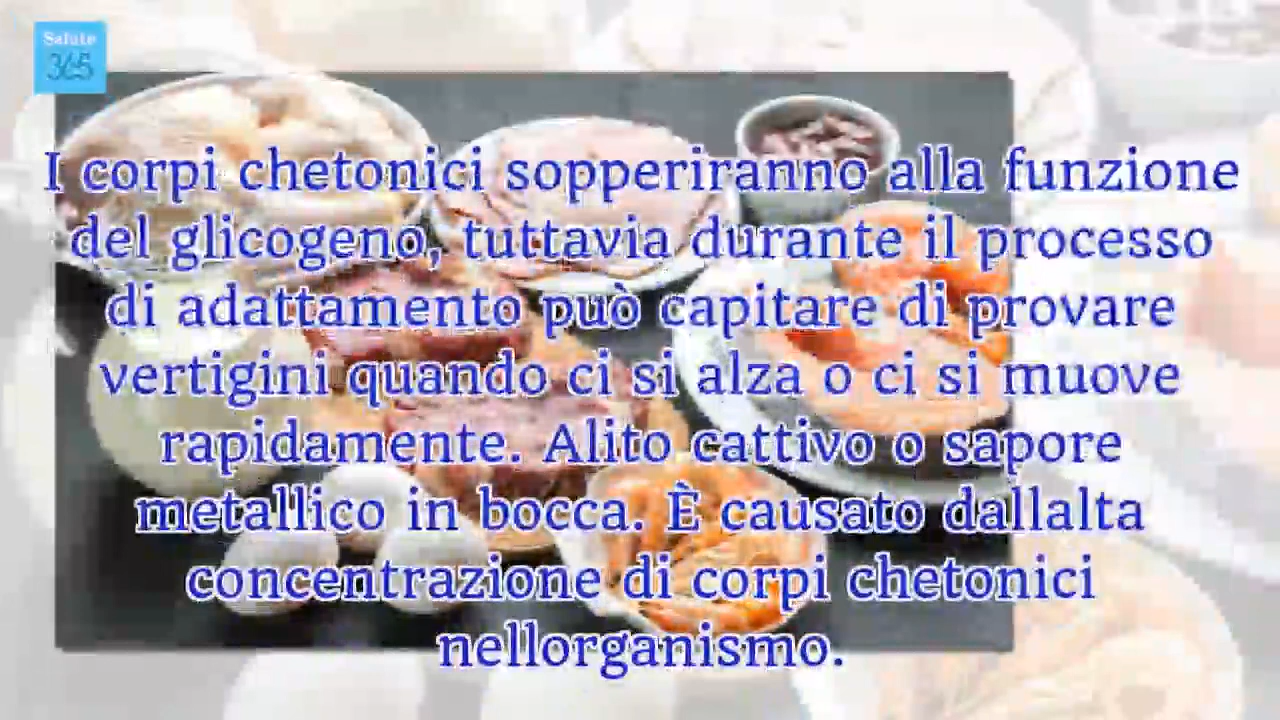 Salute
365
I corpi chetonici sopperiranno alla funzione
del glicogeno, tuttavia durante il processo
di adattamento può capitare di provare
vertigini quando ci si alza o ci si muove
rapidamente. Alito cattivo o sapore
metallico in bocca. È causato dallalta
concentrazione di corpi chetonici
nellorganismo.